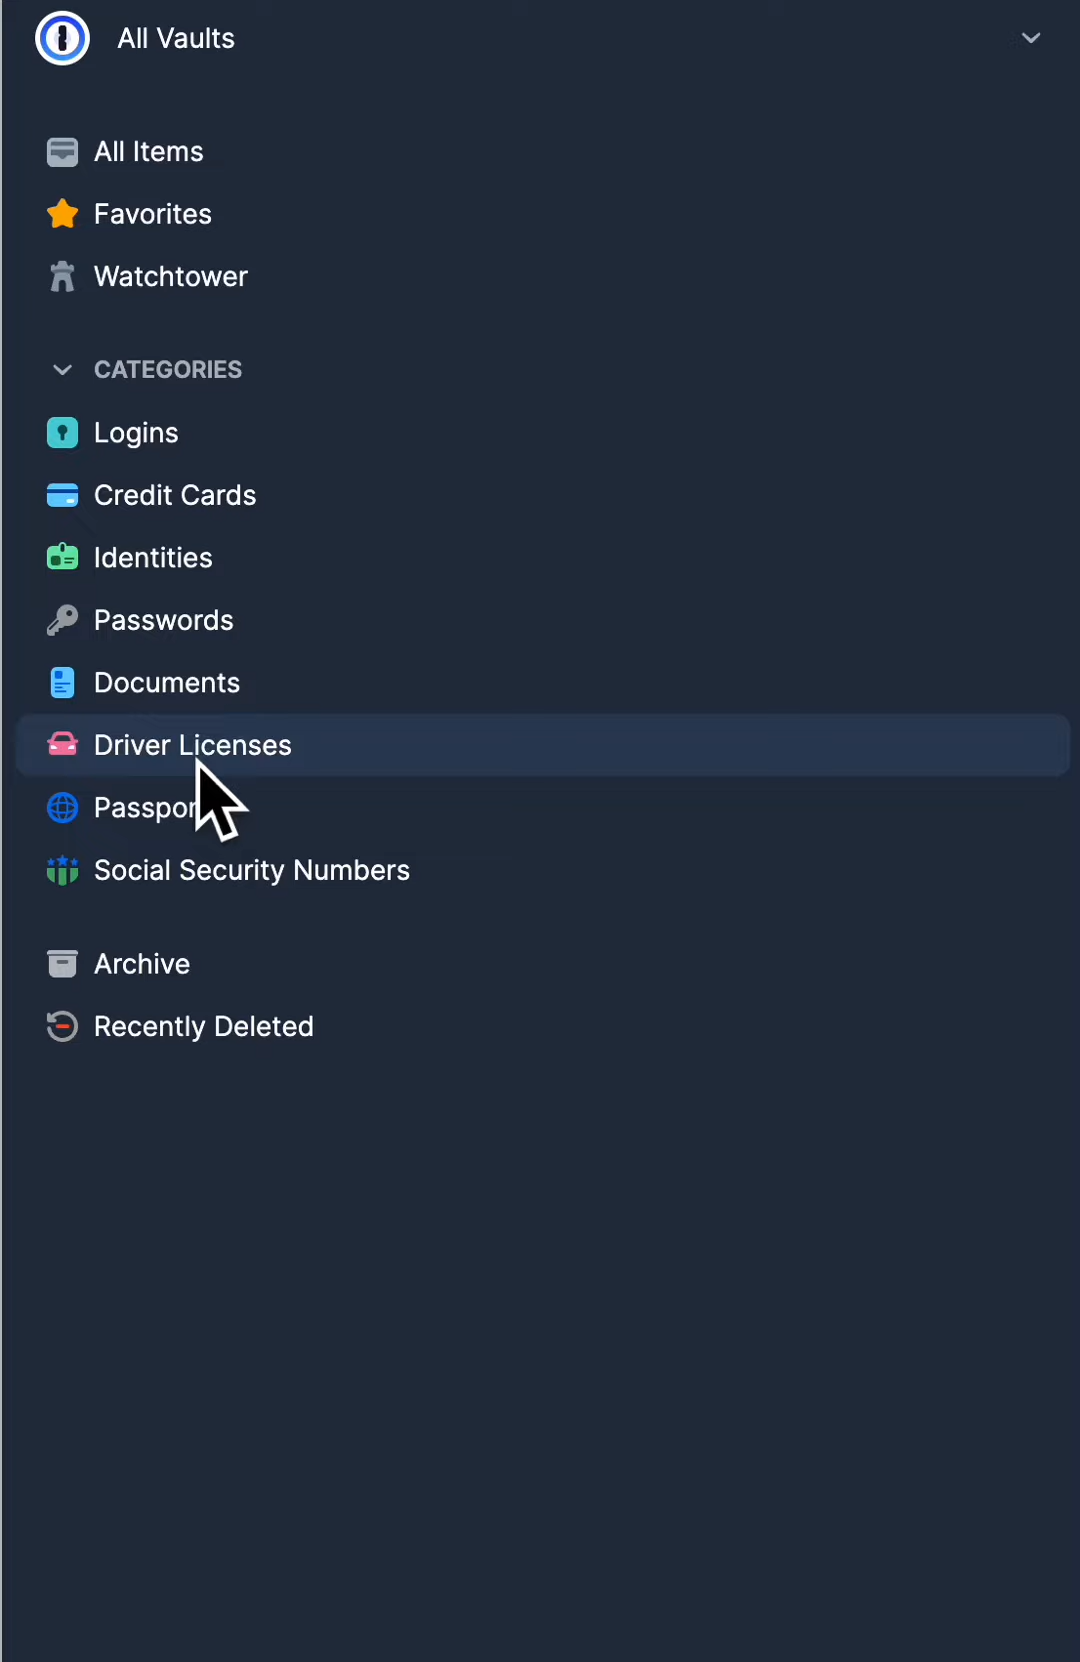 All Vaults
All Items
Favorites
Watchtower
CATEGORIES
Logins
Credit Cards
Identities
Passwords
Documents
Driver Licenses
Social Security Numbers
Archive
Recently Deleted